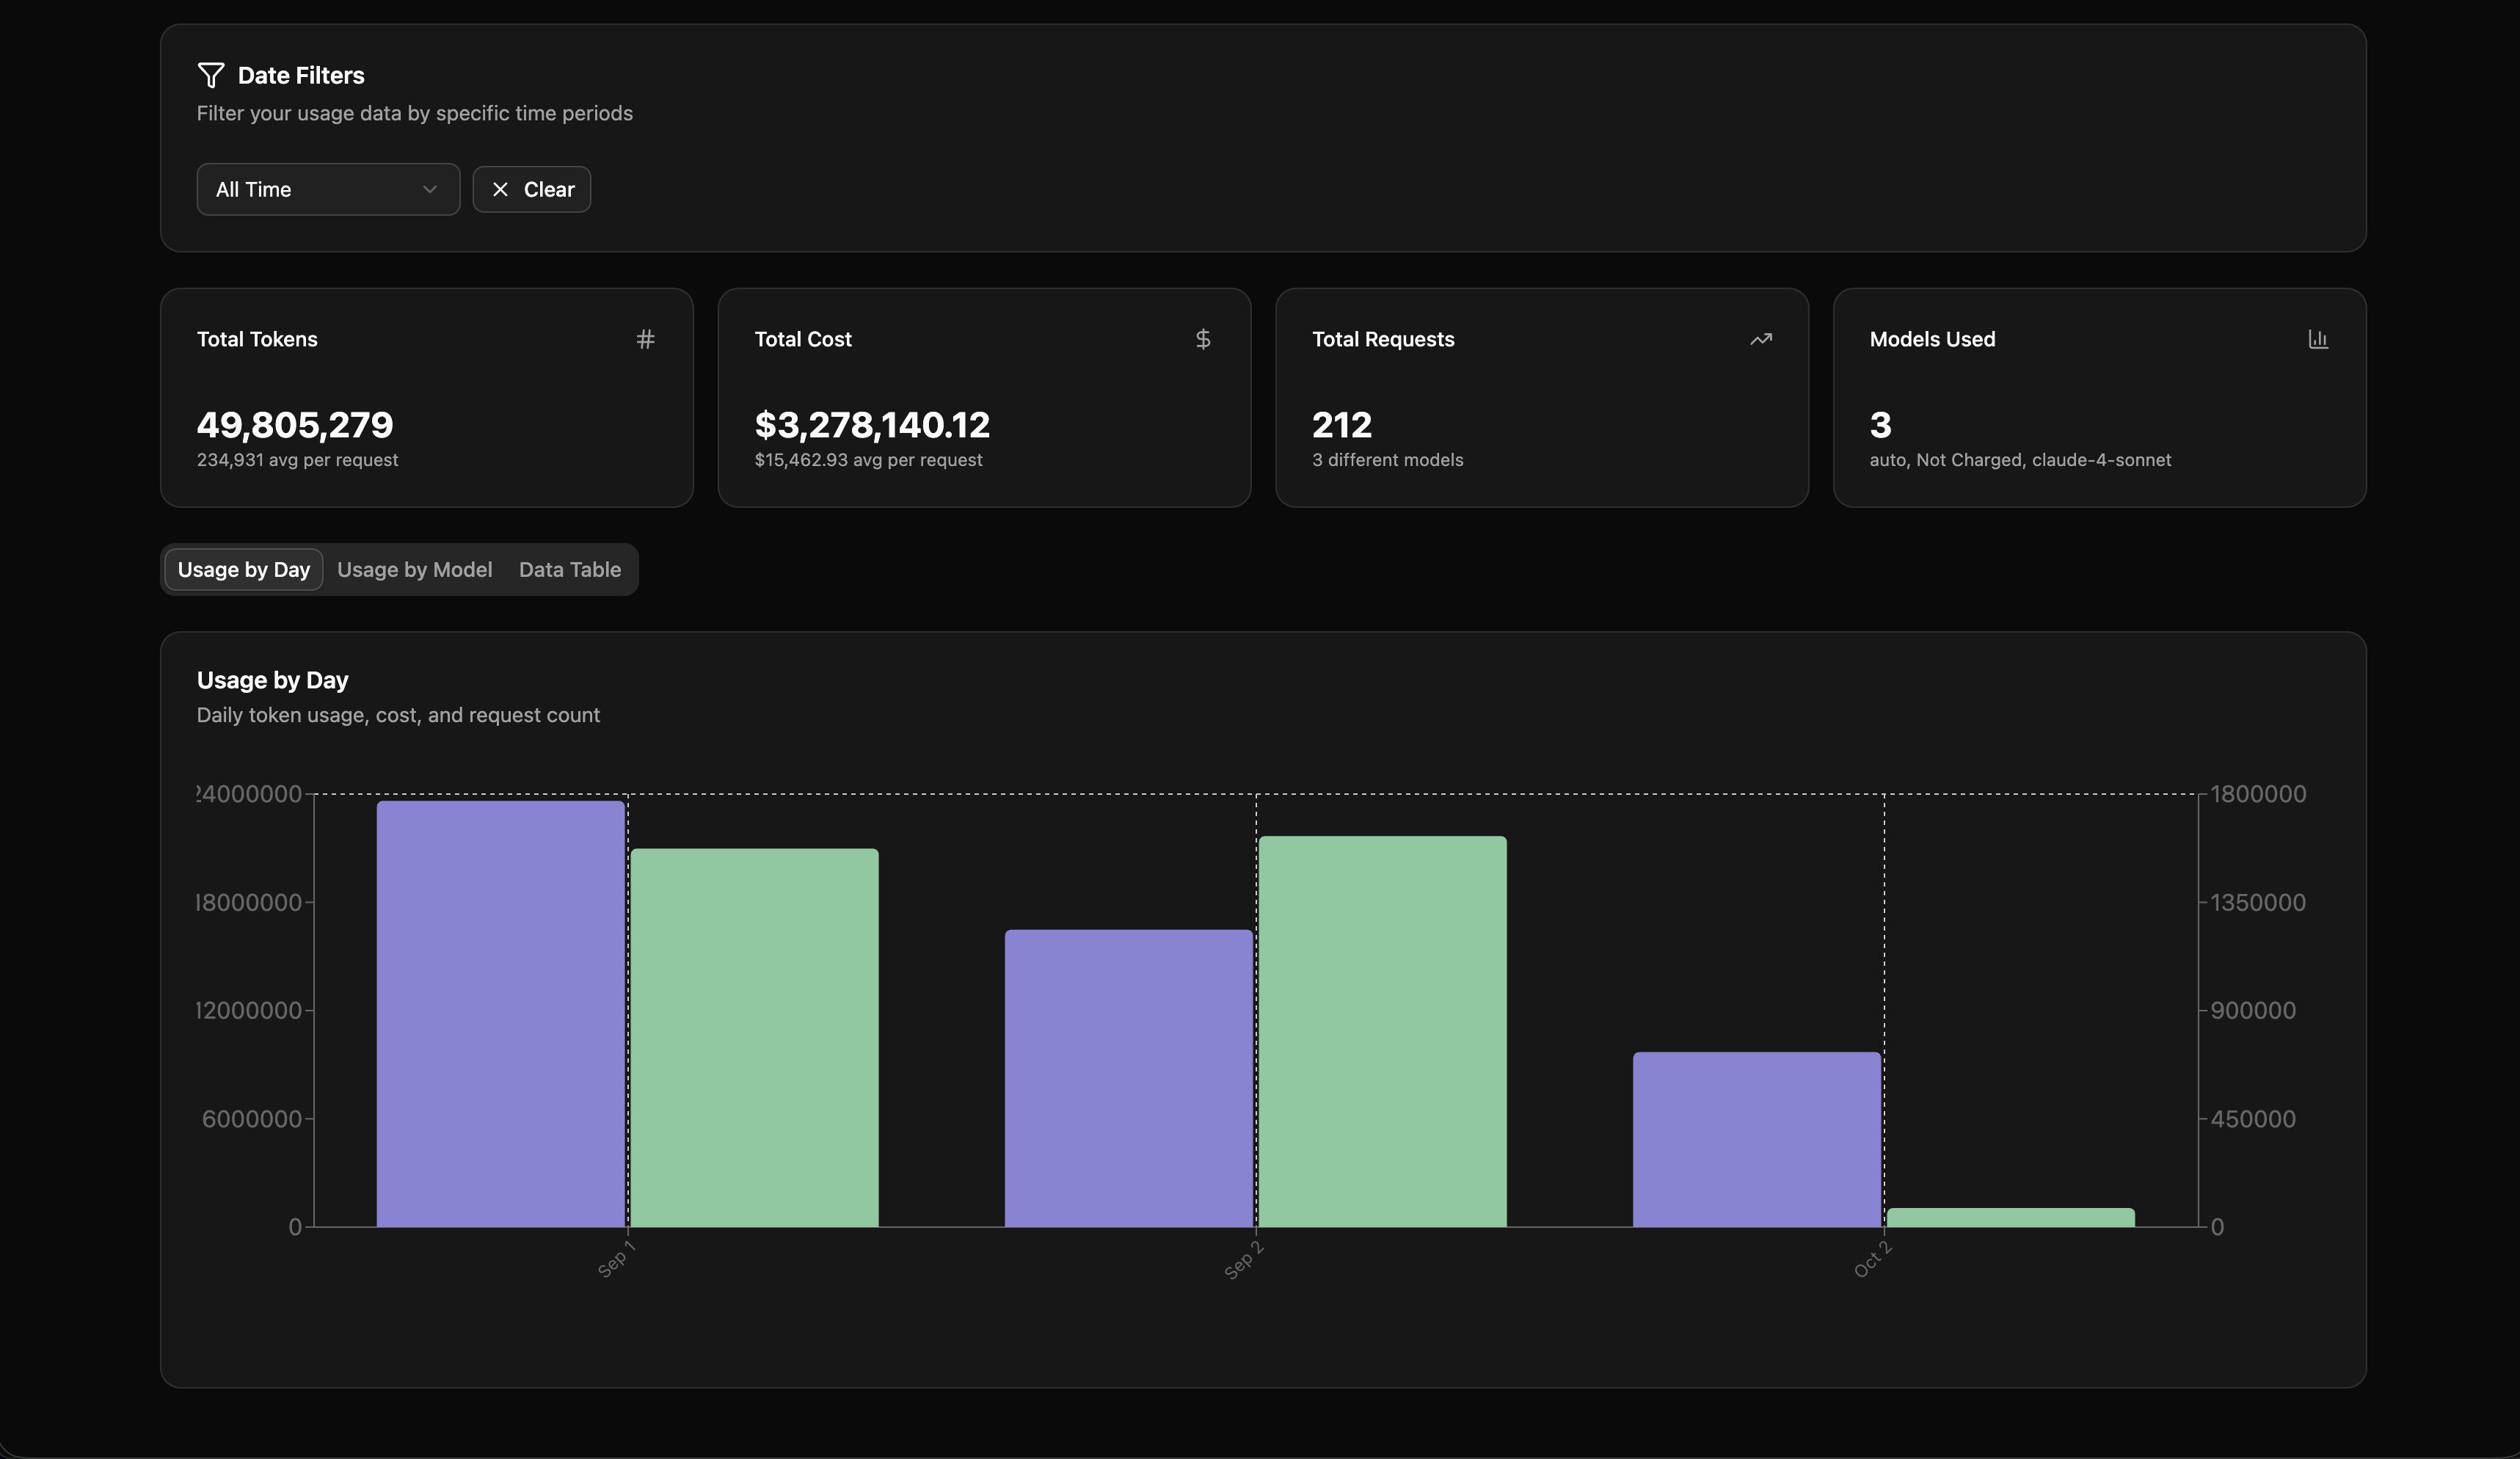 Date Filters
Filter your usage data by specific time periods
All Time
Clear
Total Tokens
49,805,279
234,931 avg per request
Total Cost
$3,278,140.12
$15,462.93 avg per request
Total Requests
212
3 different models
Models Used
3
auto, Not Charged, claude-4-sonnet
Usage by Day Usage by Model Data Table
Usage by Day
Daily token usage, cost, and request count
24000000
18000000
12000000
6000000
0
1800000
1350000
900000
450000
0
Sep 1
Sep 2
Oct 2